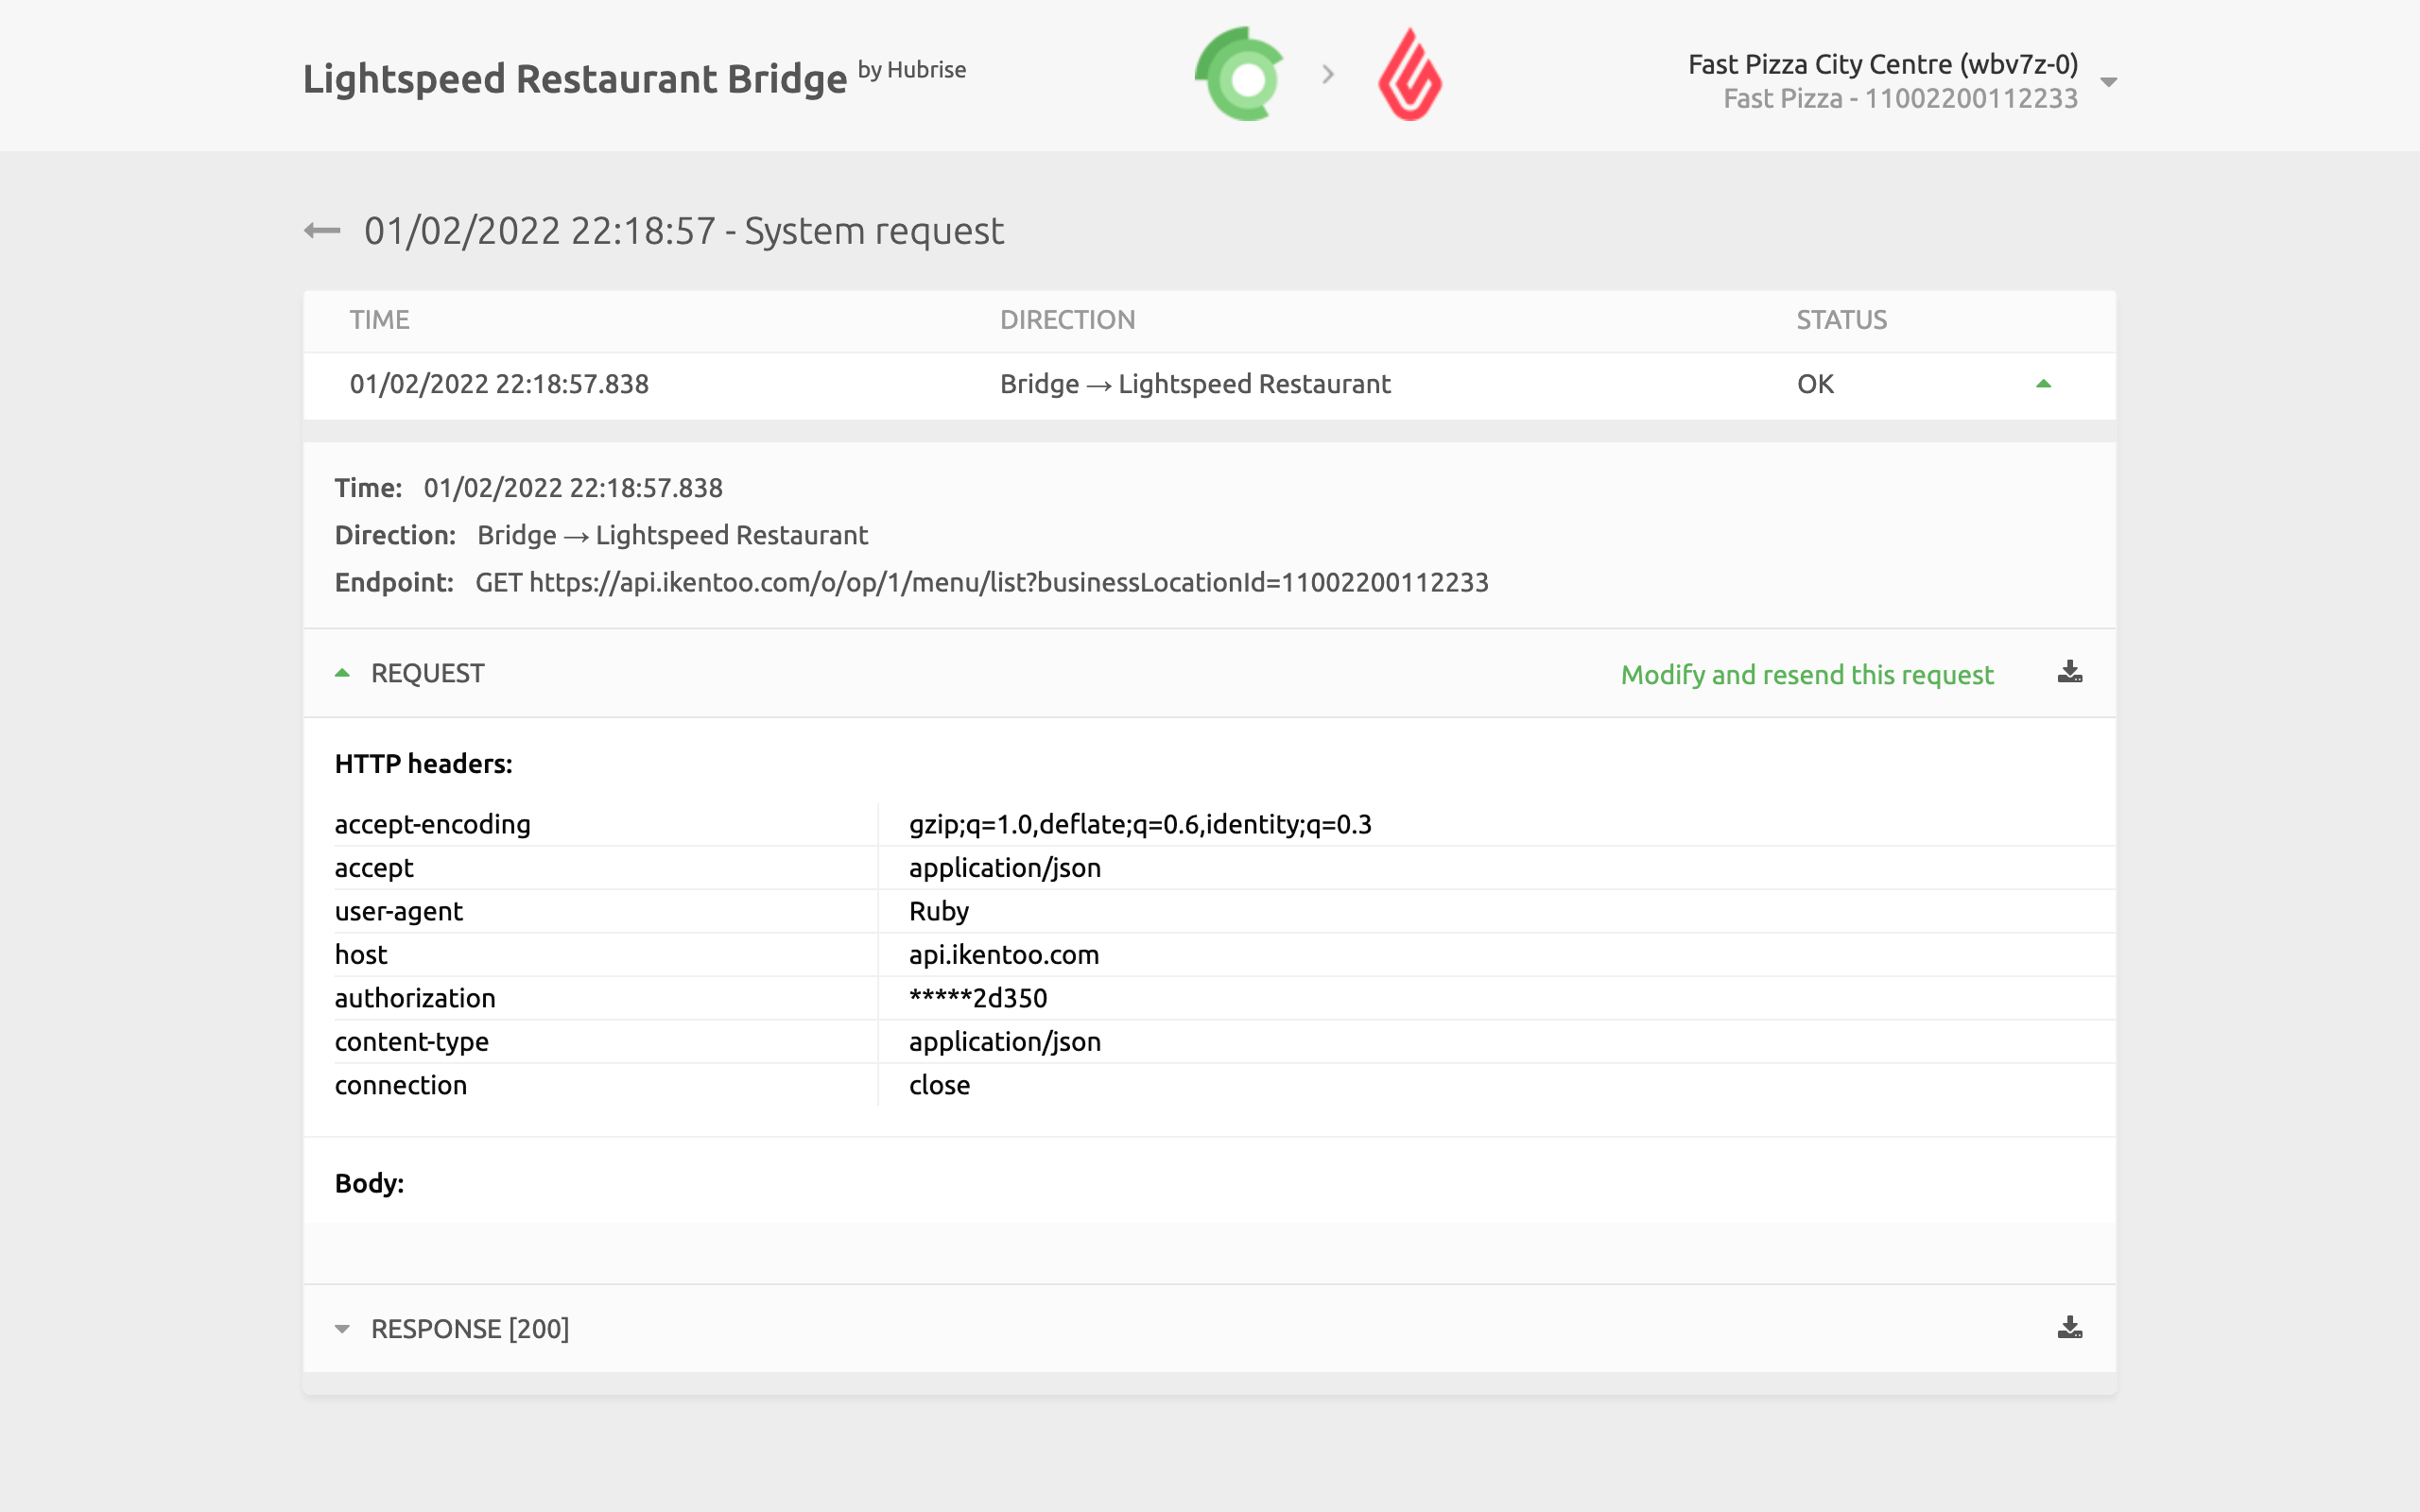 Lightspeed Restaurant Bridge by Hubrise
Fast Pizza City Centre (wbv7z-0)
Fast Pizza - 11002200112233
01/02/2022 22:18:57 - System request
TIME DIRECTION STATUS
01/02/2022 22:18:57.838 Bridge → Lightspeed Restaurant OK
Time: 01/02/2022 22:18:57.838
Direction: Bridge → Lightspeed Restaurant
Endpoint: GET https://api.ikentoo.com/o/op/1/menu/list?businessLocationId=11002200112233
REQUEST Modify and resend this request
HTTP headers:
accept-encoding gzip;q=1.0,deflate;q=0.6,identity;q=0.3
accept application/json
user-agent Ruby
host api.ikentoo.com
authorization *****2d350
content-type application/json
connection close
Body:
RESPONSE [200]